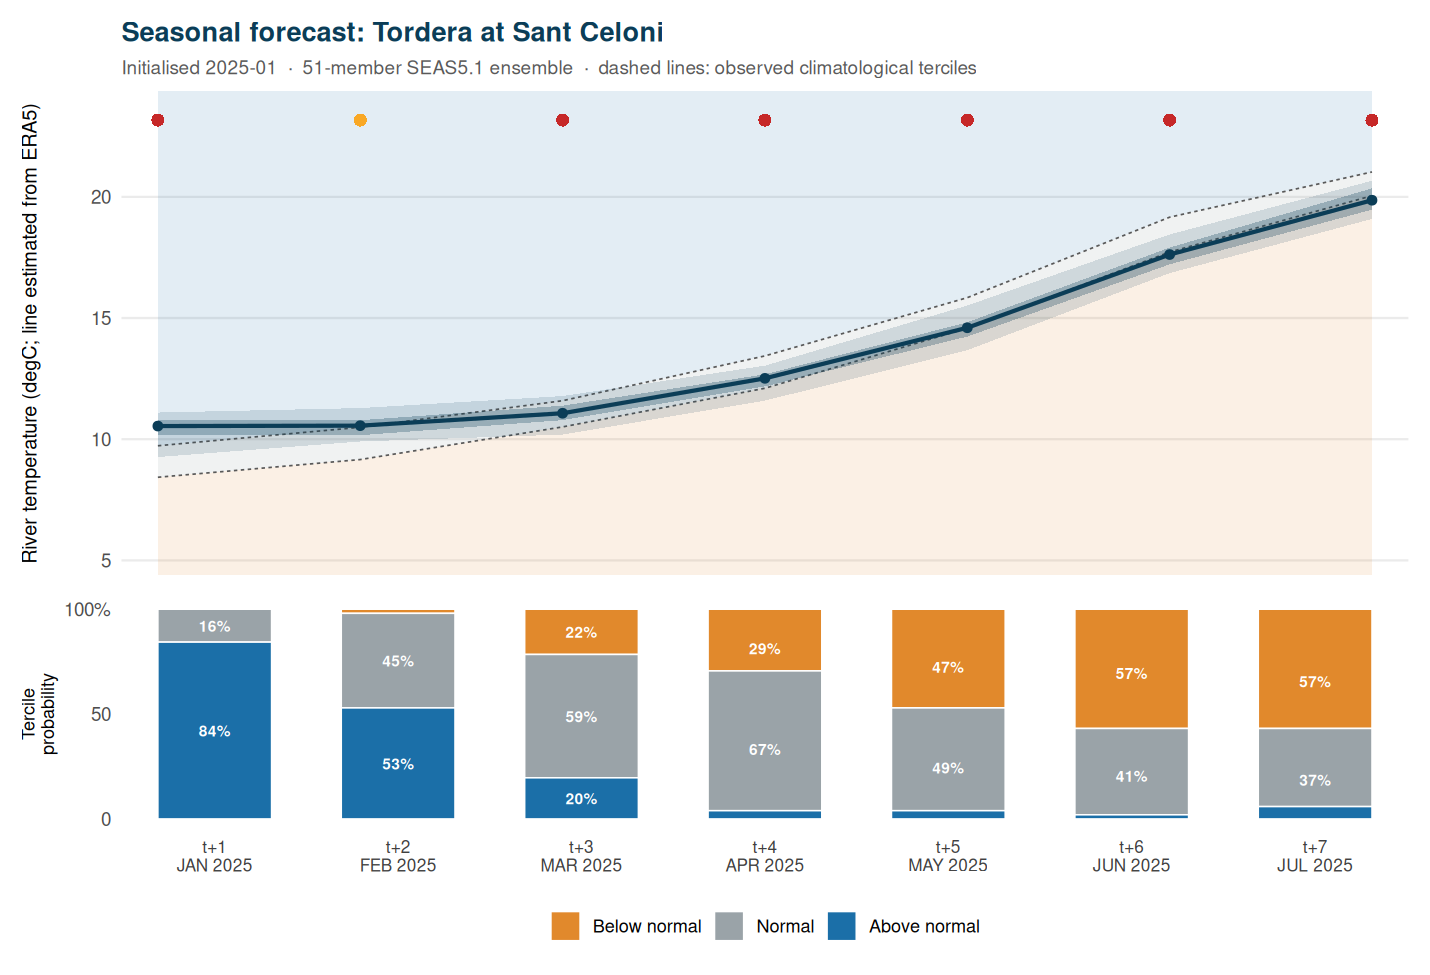 Seasonal forecast: Tordera at Sant Celoni
Initialised 2025-01 · 51-member SEAS5.1 ensemble · dashed lines: observed climatological terciles
River temperature (degC; line estimated from ERA5)
20
15
10
5
Tercile
probability
100%
50
0
16%
84%
45%
53%
22%
59%
20%
29%
67%
47%
49%
57%
41%
57%
37%
t+1
JAN 2025
t+2
FEB 2025
t+3
MAR 2025
t+4
APR 2025
t+5
MAY 2025
t+6
JUN 2025
t+7
JUL 2025
Below normal
Normal
Above normal